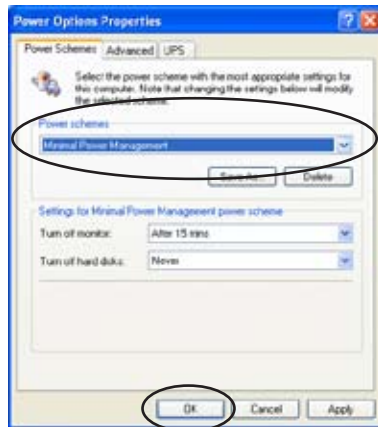 Power Options Properties
Power Schemes Advanced UPS
Select the power scheme with the most appropriate settings for
this computer. Note that changing the settings below will modify
the selected scheme.
Power schemes
Minimal Power Management
Save As... Delete
Settings for Minimal Power Management power scheme
Turn off monitor: After 15 mins
Turn off hard disks: Never
OK Cancel Apply